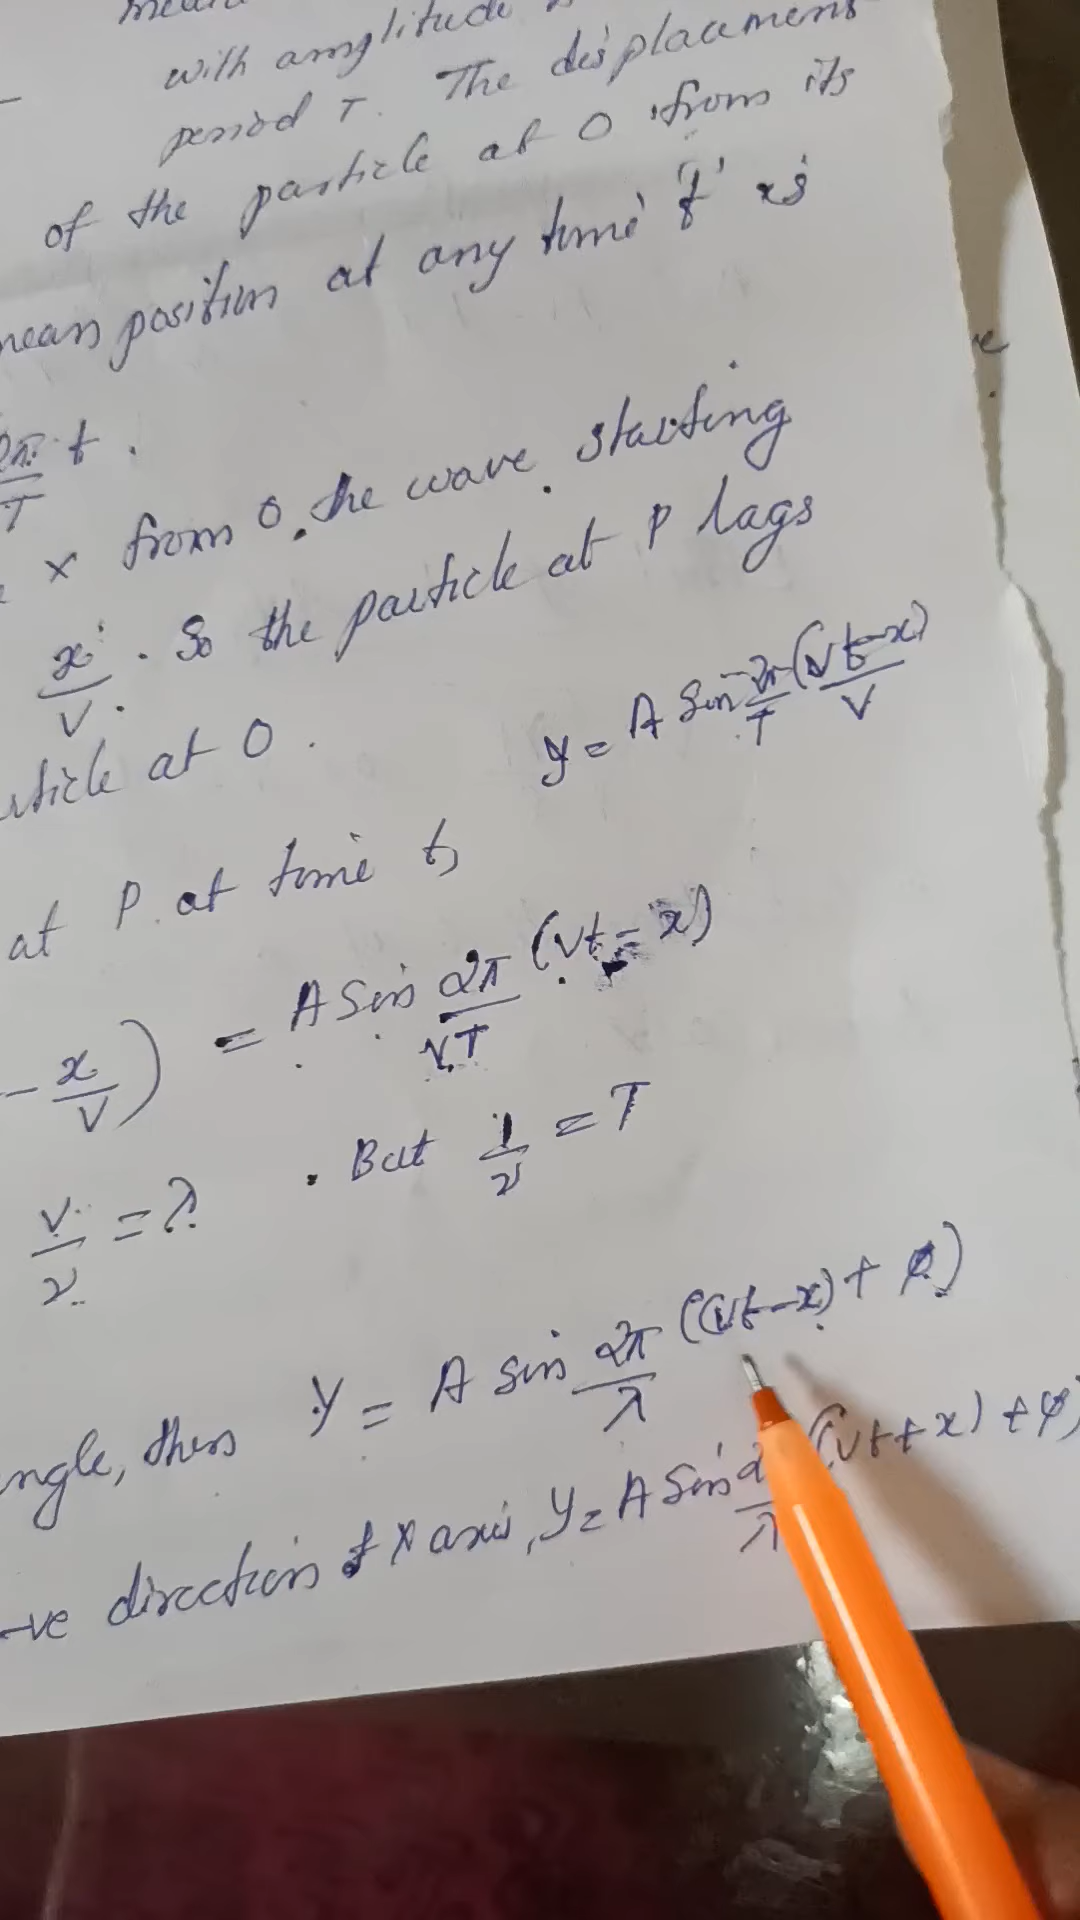 with amplitude
period T. The displacement
of the particle at O from its
mean position at any time 't' is
2π/T t.
x from O, the wave starting
x/V. So the particle at P lags
particle at O.
y = A Sin 2π/T (Vt-x)/V
at P at time t,
- x/V) = A Sin 2π/VT (Vt - x)
V/ν = λ. But 1/ν = T
angle, then y = A sin 2π/λ ((Vt-x) + φ)
-ve direction of X axis, y = A Sin 2/λ (Vt+x) + φ)